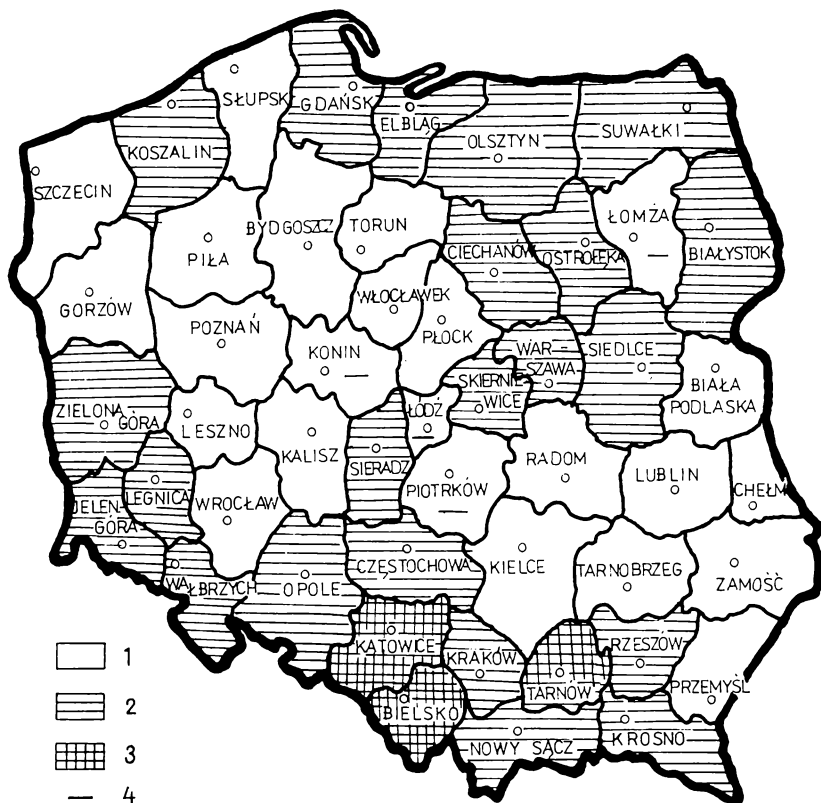 SŁUPSK
GDAŃSK
ELBLĄG
OLSZTYN
SUWAŁKI
KOSZALIN
SZCZECIN
BYDGOSZCZ
TORUN
ŁOMŻA
CIECHANÓW
OSTROŁĘKA
BIAŁYSTOK
PIŁA
WŁOCŁAWEK
GORZÓW
PŁOCK
POZNAŃ
KONIN
WAR-
SZAWA
SIEDLCE
SKIERNIE
WICE
BIAŁA
PODLASKA
ZIELONA
GÓRA
LESZNO
ŁÓDŹ
KALISZ
SIERADZ
RADOM
LUBLIN
CHEŁM
LEGNICA
WROCŁAW
PIOTRKÓW
JELEN-
GÓRA
CZĘSTOCHOWA
KIELCE
TARNOBRZEG
ZAMOŚĆ
WAŁBRZYCH
OPOLE
KATOWICE
KRAKÓW
RZESZÓW
TARNÓW
PRZEMYŚL
BIELSKO
NOWY SĄCZ
KROSNO
1
2
3
4